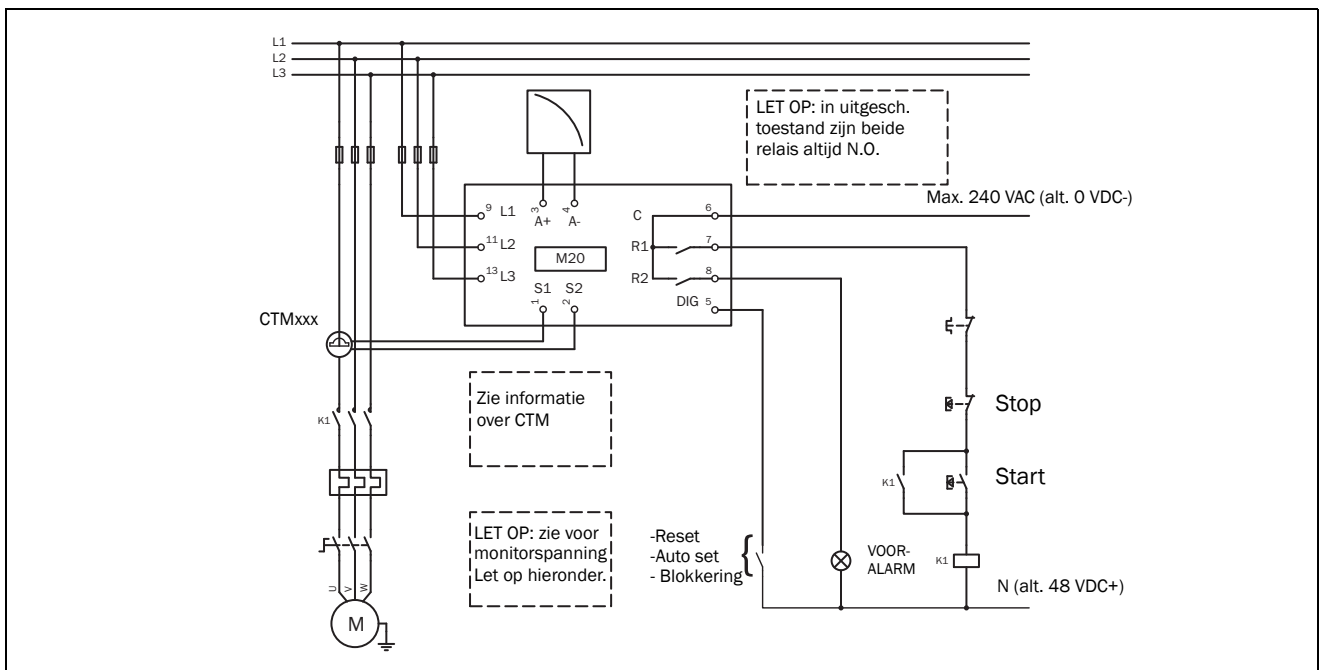 L1
L2
L3
LET OP: in uitgesch.
toestand zijn beide
relais altijd N.O.
Max. 240 VAC (alt. 0 VDC-)
9 L1
3
A+
4
A-
C
6
11 L2
M20
R1
7
13 L3
S1
S2
R2
8
1
2
DIG 5
CTMxxx
Zie informatie
over CTM
K1
Stop
K1
Start
LET OP: zie voor
monitorspanning
Let op hieronder.
-Reset
-Auto set
- Blokkering
{
VOOR-
ALARM
K1
N (alt. 48 VDC+)
U
V
W
M